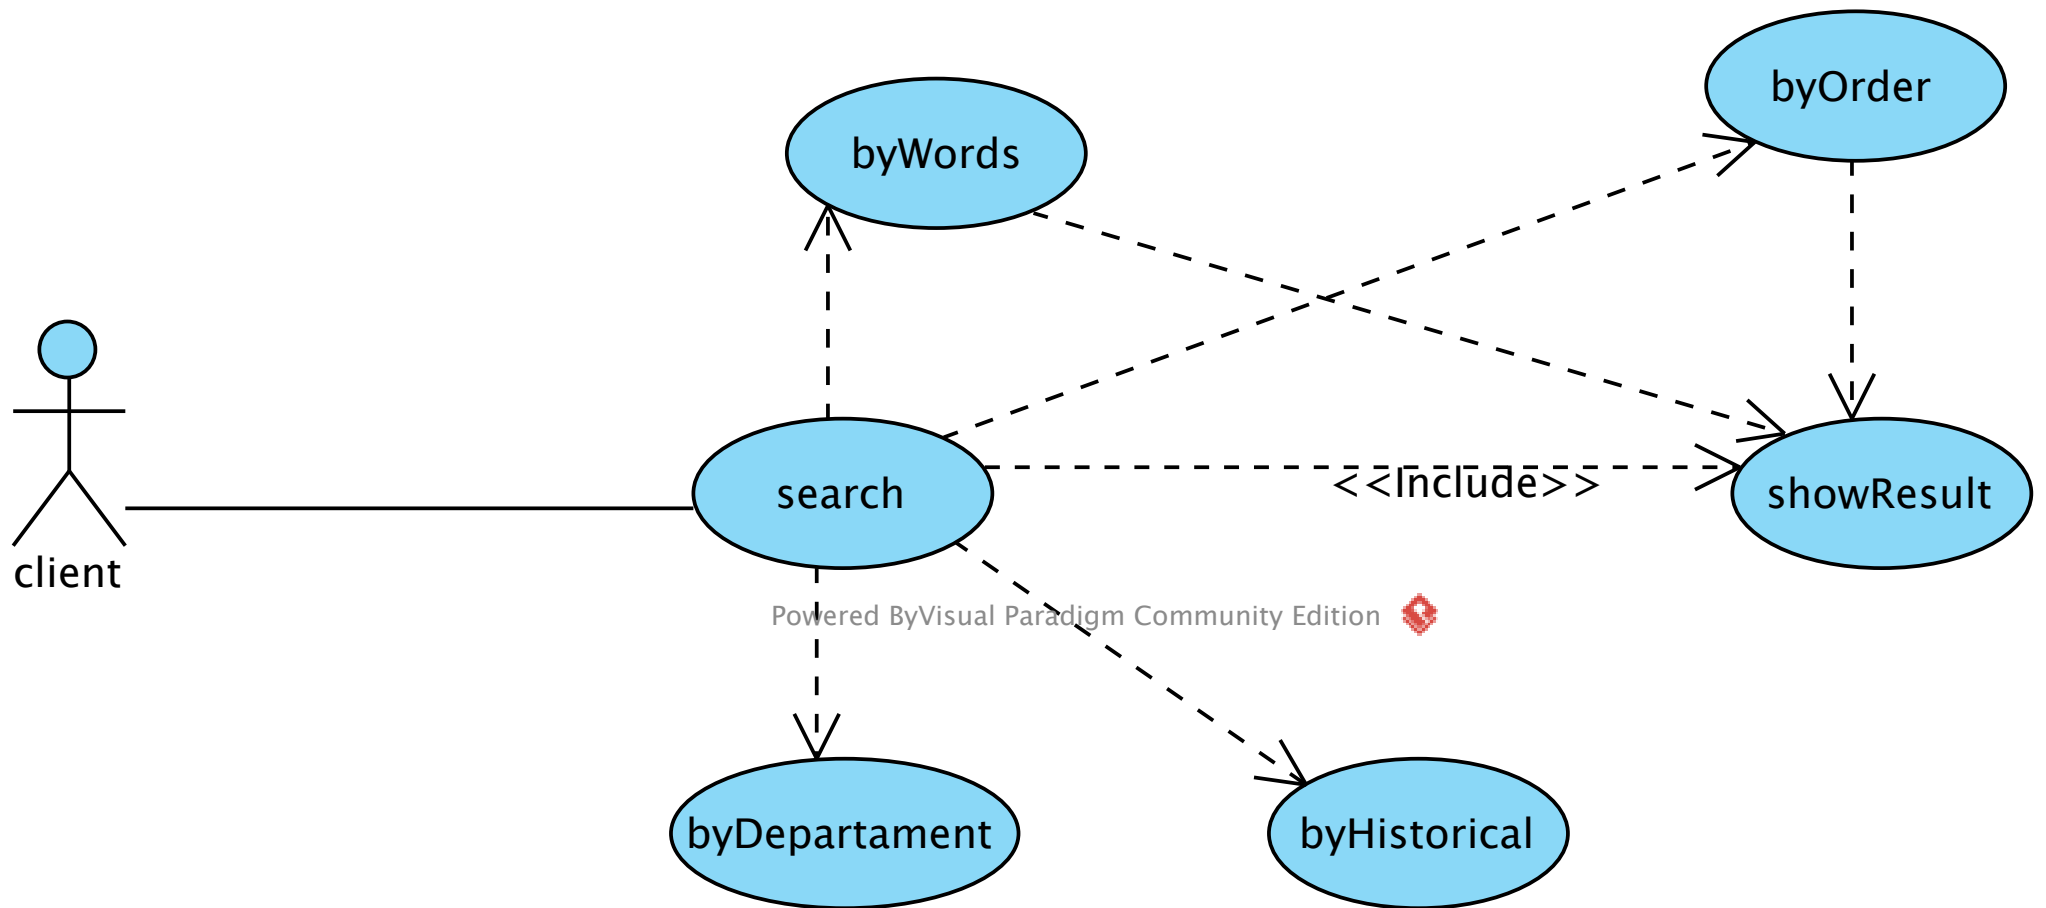 byOrder
byWords
<<Include>>
search
showResult
client
Powered ByVisual Paradigm Community Edition
byDepartament
byHistorical